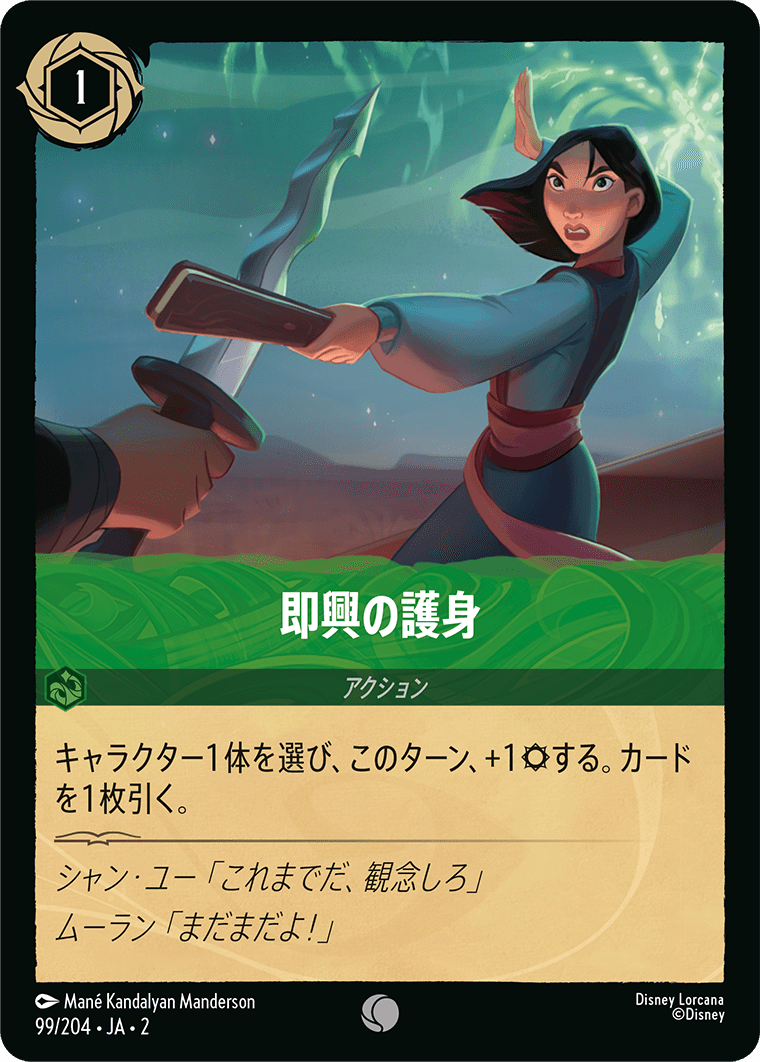 1
即興の護身
アクション
キャラクター1体を選び、このターン、+1する。カード
を1枚引く。
シャン・ユー「これまでだ、観念しろ」
ムーラン「まだまだよ!」
Mané Kandalyan Manderson
Disney Lorcana
99/204 • JA • 2
©Disney